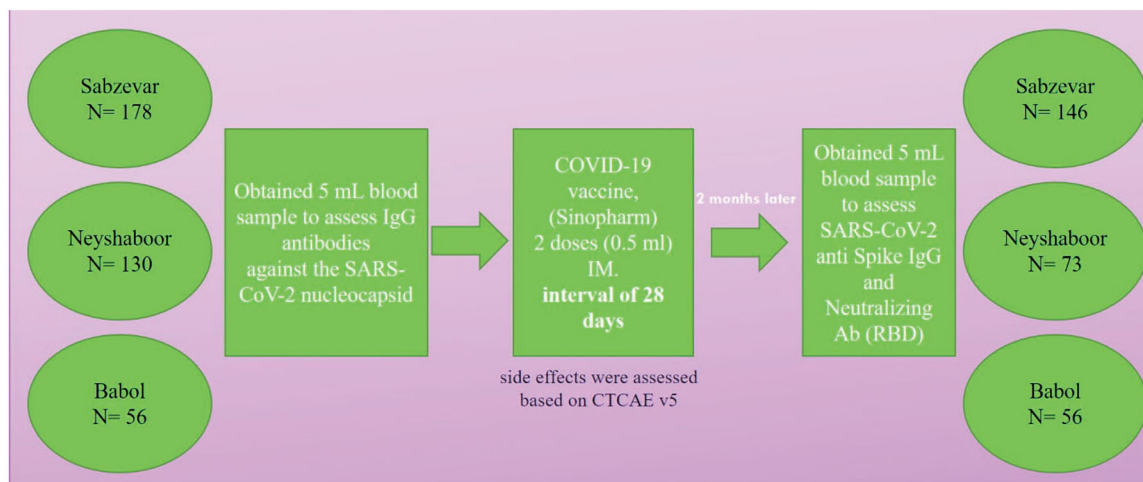 Sabzevar
N= 178
Neyshaboor
N= 130
Babol
N= 56
Obtained 5 mL blood
sample to assess IgG
antibodies
against the SARS-
CoV-2 nucleocapsid
COVID-19
vaccine,
(Sinopharm)
2 doses (0.5 ml)
IM.
interval of 28
days
side effects were assessed
based on CTCAE v5
2 months later
Obtained 5 mL
blood sample
to assess
SARS-CoV-2
anti Spike IgG
and
Neutralizing
Ab (RBD)
Sabzevar
N= 146
Neyshaboor
N= 73
Babol
N= 56